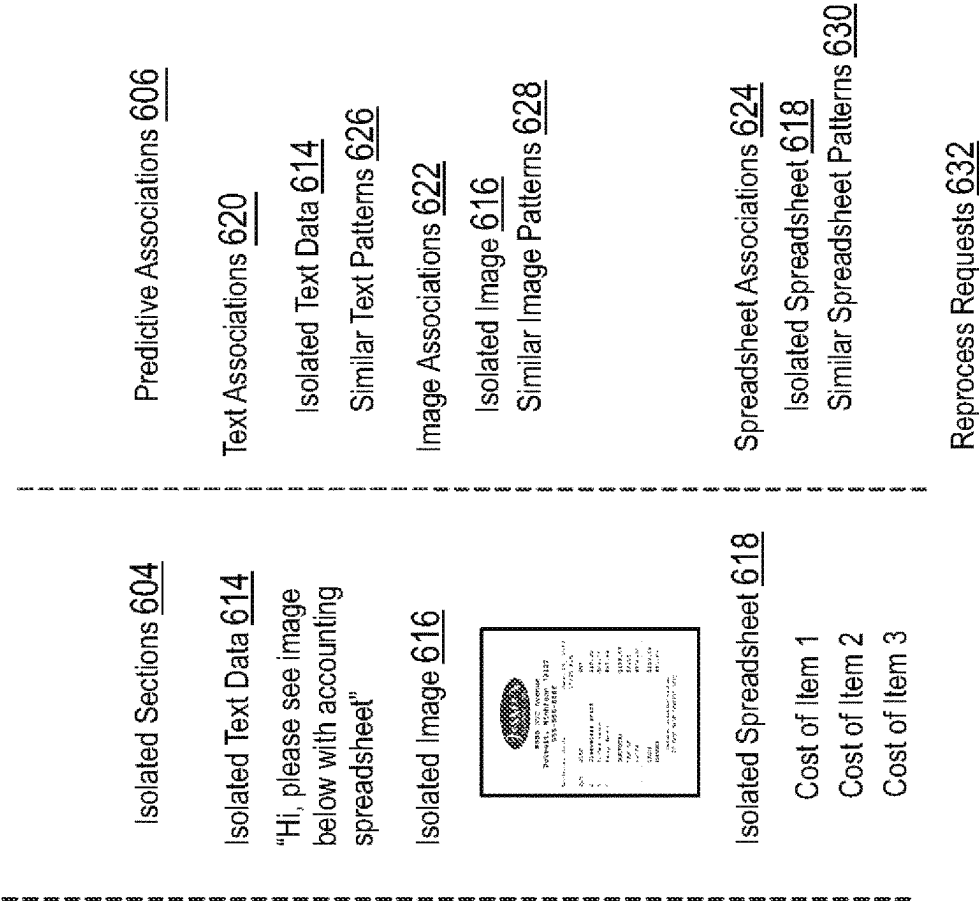 Isolated Sections 604
Isolated Text Data 614
"Hi, please see image
below with accounting
spreadsheet"
Isolated Image 616
Isolated Spreadsheet 618
Cost of Item 1
Cost of Item 2
Cost of Item 3
Predictive Associations 606
Text Associations 620
Isolated Text Data 614
Similar Text Patterns 626
Image Associations 622
Isolated Image 616
Similar Image Patterns 628
Spreadsheet Associations 624
Isolated Spreadsheet 618
Similar Spreadsheet Patterns 630
Reprocess Requests 632